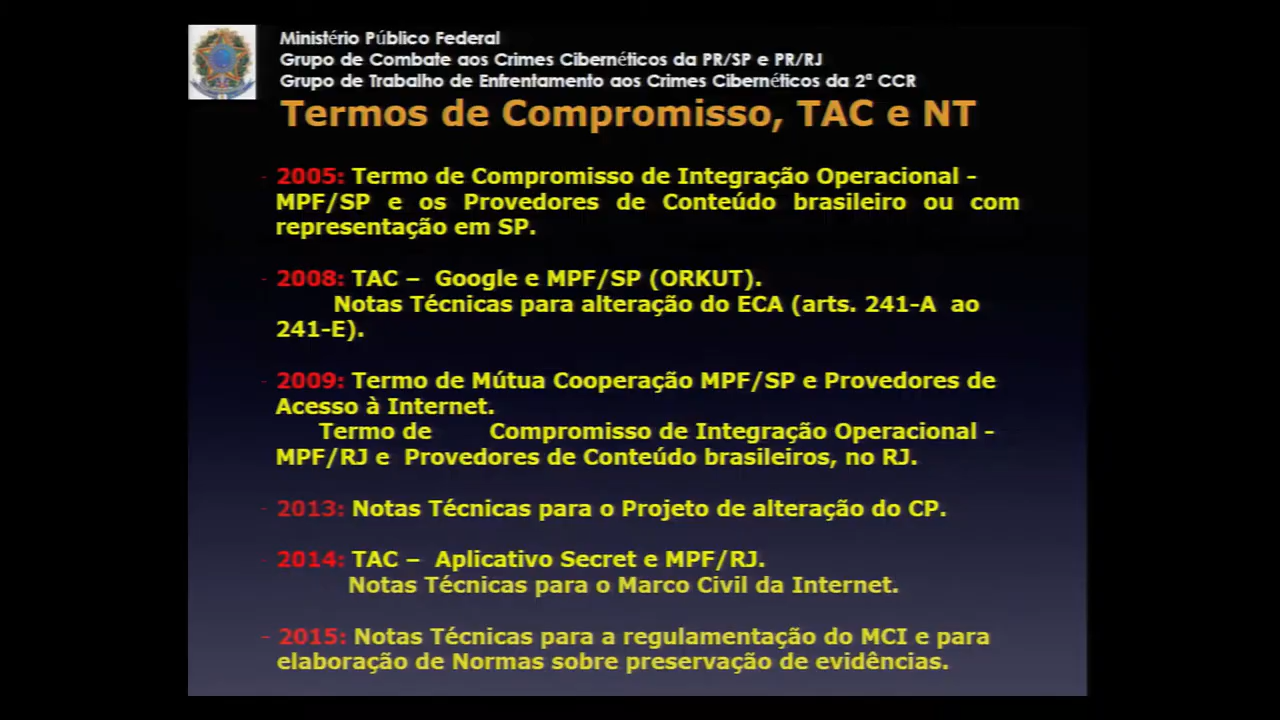 Ministério Público Federal
Grupo de Combate aos Crimes Cibernéticos da PR/SP e PR/RJ
Grupo de Trabalho de Enfrentamento aos Crimes Cibernéticos da 2ª CCR
Termos de Compromisso, TAC e NT
- 2005: Termo de Compromisso de Integração Operacional -
MPF/SP e os Provedores de Conteúdo brasileiro ou com
representação em SP.
- 2008: TAC – Google e MPF/SP (ORKUT).
Notas Técnicas para alteração do ECA (arts. 241-A ao
241-E).
- 2009: Termo de Mútua Cooperação MPF/SP e Provedores de
Acesso à Internet.
Termo de Compromisso de Integração Operacional -
MPF/RJ e Provedores de Conteúdo brasileiros, no RJ.
- 2013: Notas Técnicas para o Projeto de alteração do CP.
- 2014: TAC – Aplicativo Secret e MPF/RJ.
Notas Técnicas para o Marco Civil da Internet.
- 2015: Notas Técnicas para a regulamentação do MCI e para
elaboração de Normas sobre preservação de evidências.